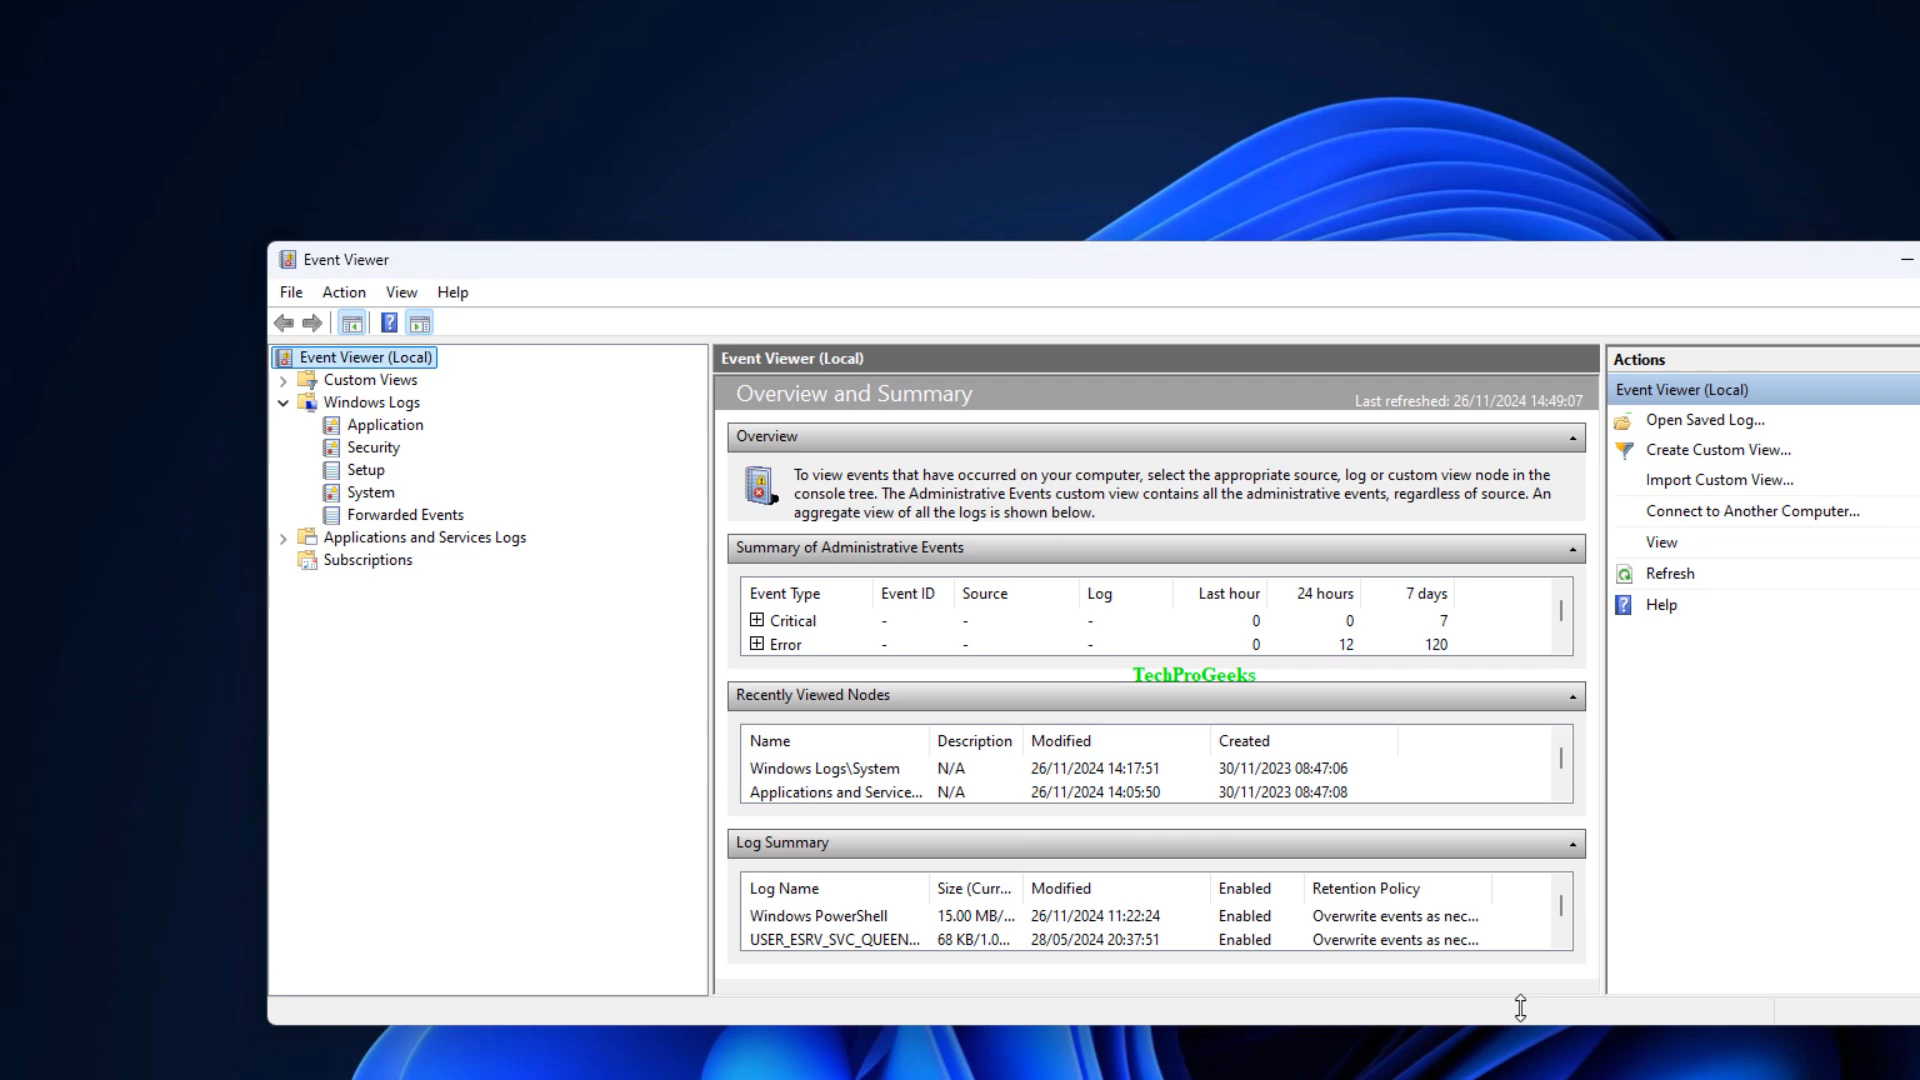 Event Viewer
File Action View Help
Event Viewer (Local)
Custom Views
Windows Logs
Application
Security
Setup
System
Forwarded Events
Applications and Services Logs
Subscriptions
Event Viewer (Local)
Overview and Summary
Last refreshed: 26/11/2024 14:49:07
Overview
To view events that have occurred on your computer, select the appropriate source, log or custom view node in the
console tree. The Administrative Events custom view contains all the administrative events, regardless of source. An
aggregate view of all the logs is shown below.
Summary of Administrative Events
Event Type Event ID Source Log Last hour 24 hours 7 days
Critical - - - 0 0 7
Error - - - 0 12 120
TechProGeeks
Recently Viewed Nodes
Name Description Modified Created
Windows Logs\System N/A 26/11/2024 14:17:51 30/11/2023 08:47:06
Applications and Service... N/A 26/11/2024 14:05:50 30/11/2023 08:47:08
Log Summary
Log Name Size (Curr... Modified Enabled Retention Policy
Windows PowerShell 15.00 MB/... 26/11/2024 11:22:24 Enabled Overwrite events as nec...
USER_ESRV_SVC_QUEEN... 68 KB/1.0... 28/05/2024 20:37:51 Enabled Overwrite events as nec...
Actions
Event Viewer (Local)
Open Saved Log...
Create Custom View...
Import Custom View...
Connect to Another Computer...
View
Refresh
Help